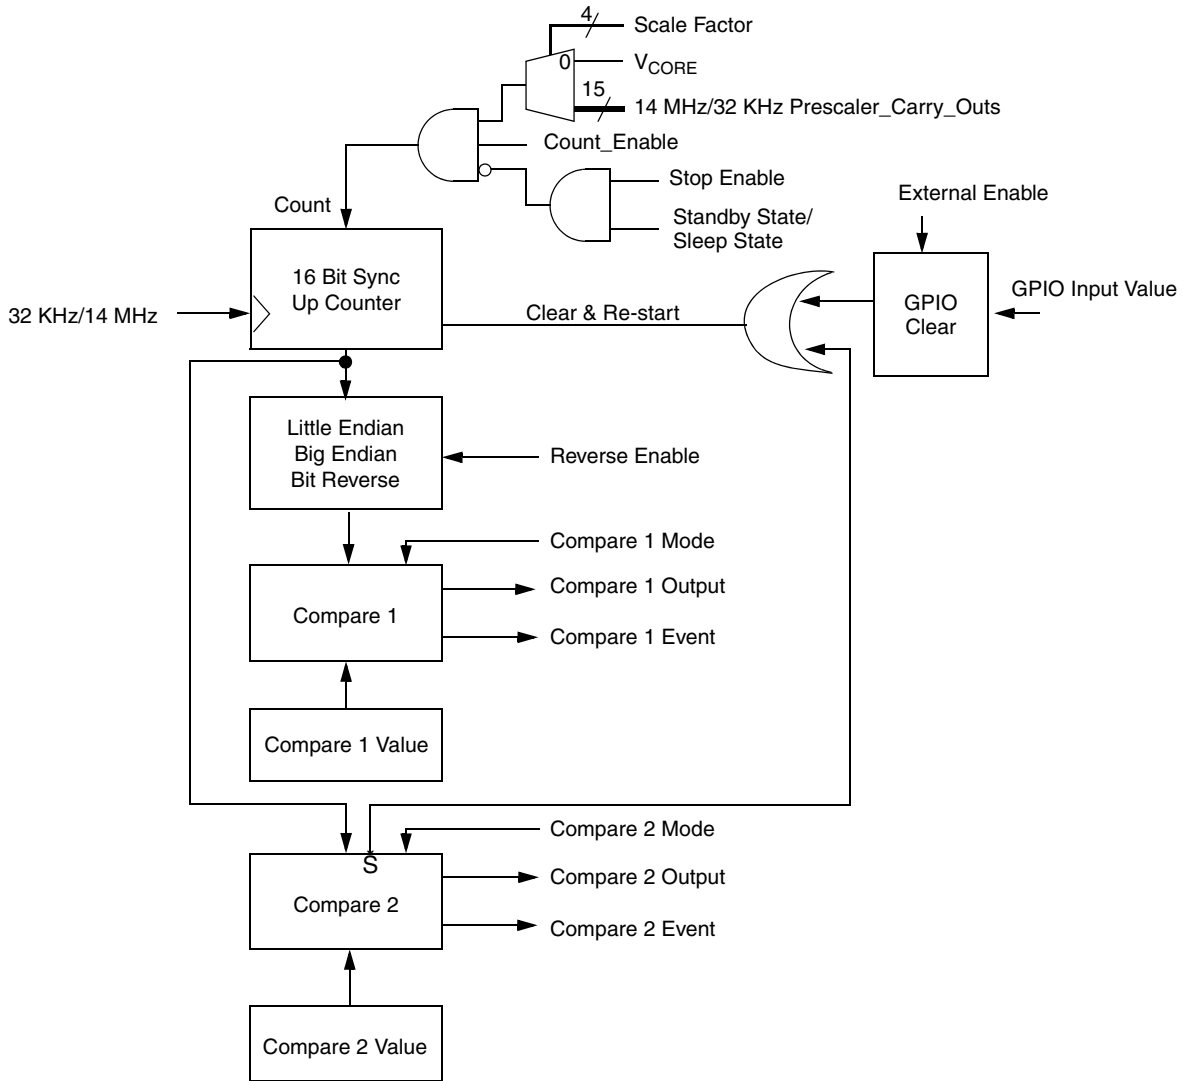 4
Scale Factor
0
VCORE
15
14 MHz/32 KHz Prescaler_Carry_Outs
Count_Enable
Stop Enable
Standby State/
Sleep State
External Enable
Count
16 Bit Sync
Up Counter
32 KHz/14 MHz
Clear & Re-start
GPIO
Clear
GPIO Input Value
Little Endian
Big Endian
Bit Reverse
Reverse Enable
Compare 1 Mode
Compare 1 Output
Compare 1
Compare 1 Event
Compare 1 Value
Compare 2 Mode
S
Compare 2 Output
Compare 2
Compare 2 Event
Compare 2 Value